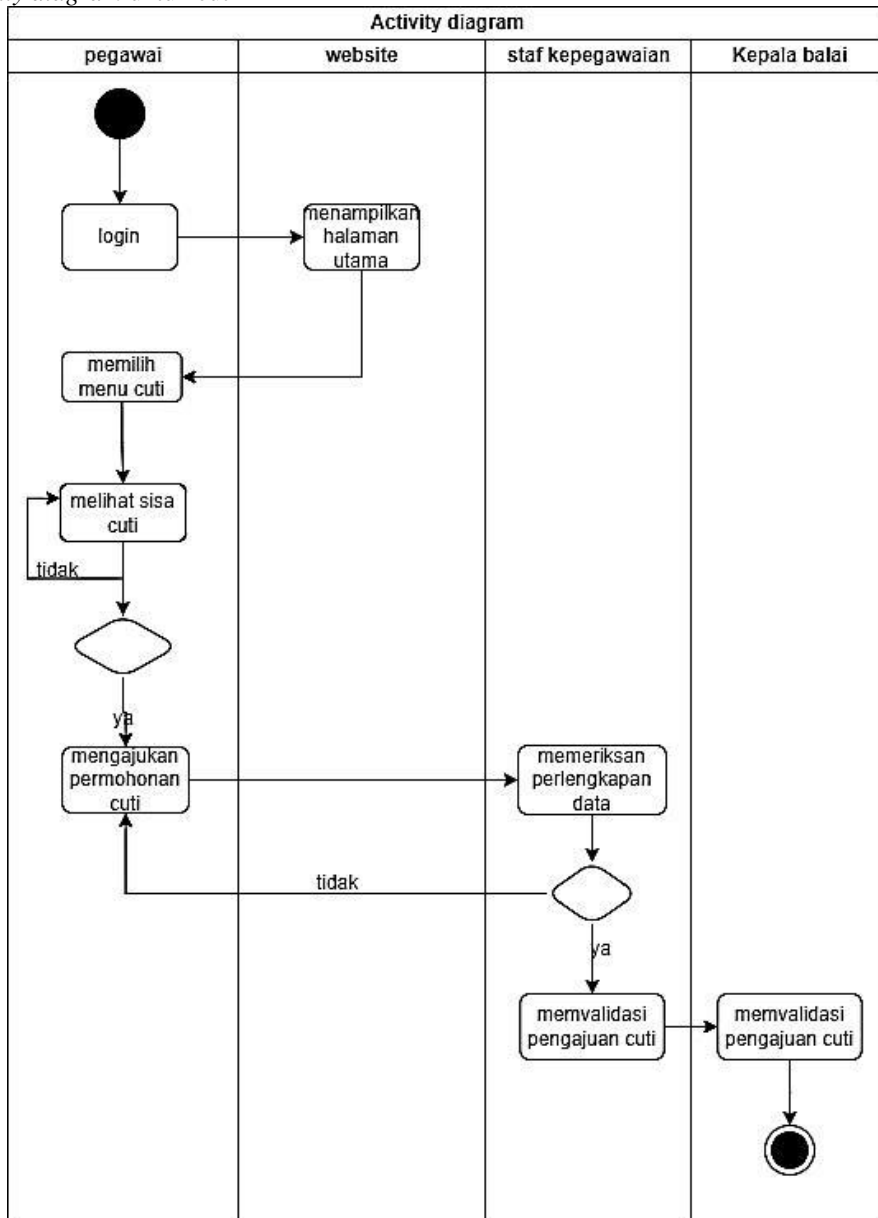 Activity diagram
pegawai
website
staf kepegawaian
Kepala balai
login
menampilkan
halaman
utama
memilih
menu cuti
melihat sisa
cuti
tidak
ya
mengajukan
permohonan
cuti
memeriksan
perlengkapan
data
tidak
ya
memvalidasi
pengajuan cuti
memvalidasi
pengajuan cuti